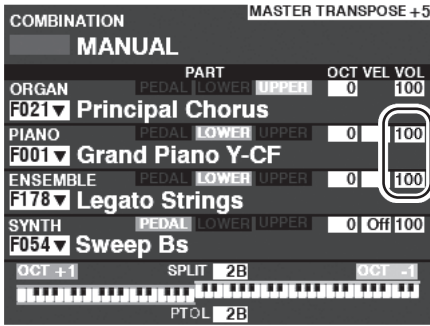 COMBINATION MASTER TRANSPOSE +5
MANUAL
PART OCT VEL VOL
ORGAN PEDAL LOWER UPPER 0 100
F021▼ Principal Chorus
PIANO PEDAL LOWER UPPER 0 100
F001▼ Grand Piano Y-CF
ENSEMBLE PEDAL LOWER UPPER 0 100
F178▼ Legato Strings
SYNTH PEDAL LOWER UPPER 0 Off 100
F054▼ Sweep Bs
OCT +1 SPLIT 2B OCT -1
PTOL 2B